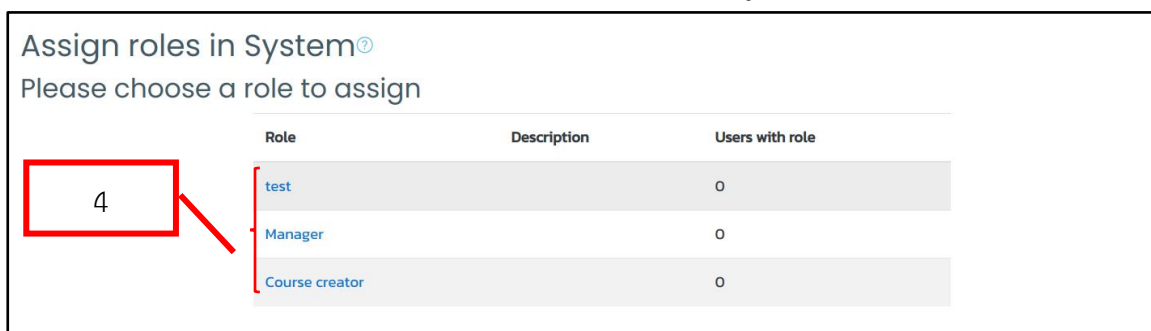 Assign roles in System
Please choose a role to assign
Role Description Users with role
4
test 0
Manager 0
Course creator 0